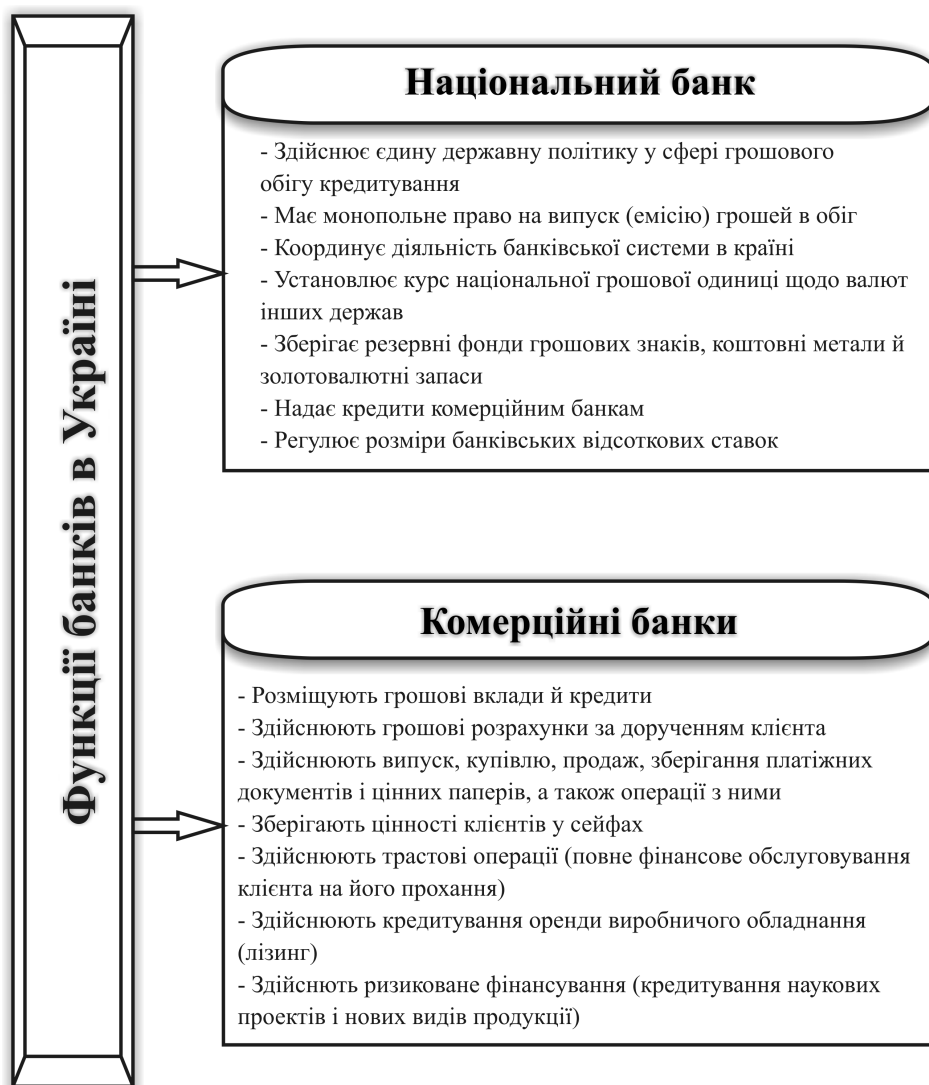 Функції банків в Україні
Національний банк
- Здійснює єдину державну політику у сфері грошового
обігу кредитування
- Має монопольне право на випуск (емісію) грошей в обіг
- Координує діяльність банківської системи в країні
- Установлює курс національної грошової одиниці щодо валют
інших держав
- Зберігає резервні фонди грошових знаків, коштовні метали й
золотовалютні запаси
- Надає кредити комерційним банкам
- Регулює розміри банківських відсоткових ставок
Комерційні банки
- Розміщують грошові вклади й кредити
- Здійснюють грошові розрахунки за дорученням клієнта
- Здійснюють випуск, купівлю, продаж, зберігання платіжних
документів і цінних паперів, а також операції з ними
- Зберігають цінності клієнтів у сейфах
- Здійснюють трастові операції (повне фінансове обслуговування
клієнта на його прохання)
- Здійснюють кредитування оренди виробничого обладнання
(лізинг)
- Здійснють ризиковане фінансування (кредитування наукових
проектів і нових видів продукції)